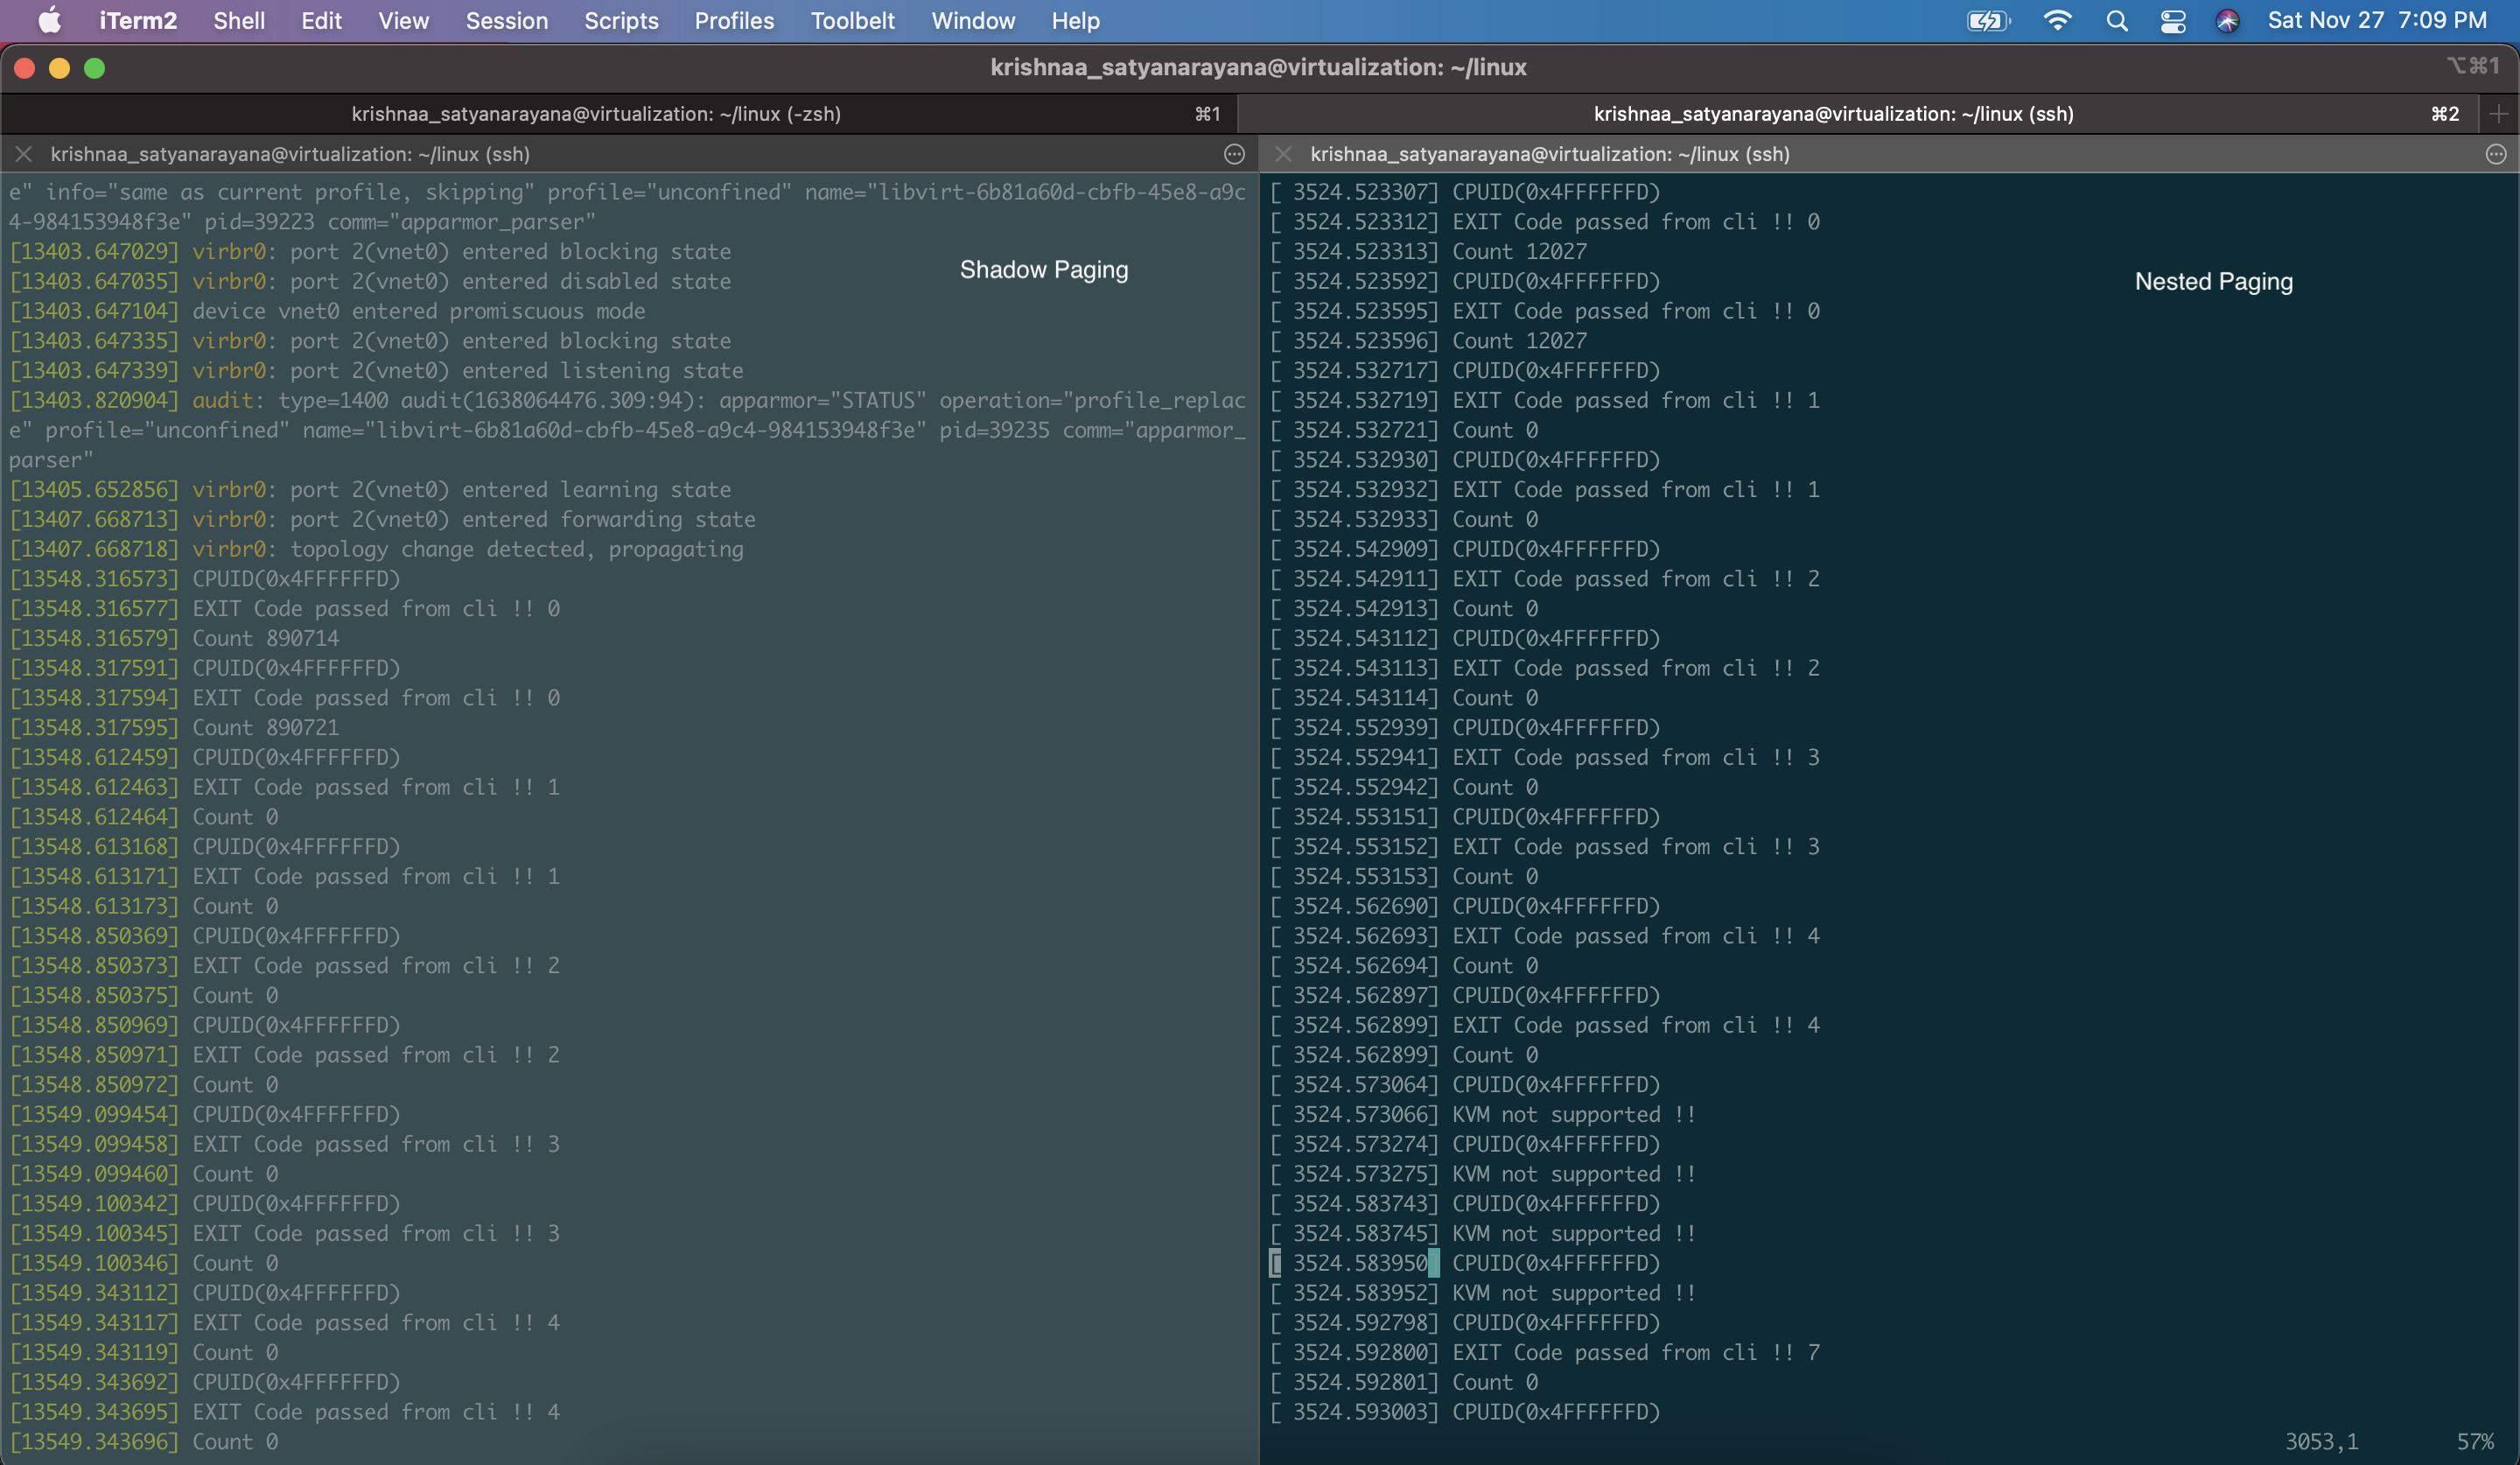 iTerm2 Shell Edit View Session Scripts Profiles Toolbelt Window Help Sat Nov 27 7:09 PM
krishnaa_satyanarayana@virtualization: ~/linux ⌥⌘1
krishnaa_satyanarayana@virtualization: ~/linux (-zsh) ⌘1
krishnaa_satyanarayana@virtualization: ~/linux (ssh) ⌘2
krishnaa_satyanarayana@virtualization: ~/linux (ssh)
e" info="same as current profile, skipping" profile="unconfined" name="libvirt-6b81a60d-cbfb-45e8-a9c
4-984153948f3e" pid=39223 comm="apparmor_parser"
[13403.647029] virbr0: port 2(vnet0) entered blocking state
Shadow Paging
[13403.647035] virbr0: port 2(vnet0) entered disabled state
[13403.647104] device vnet0 entered promiscuous mode
[13403.647335] virbr0: port 2(vnet0) entered blocking state
[13403.647339] virbr0: port 2(vnet0) entered listening state
[13403.820904] audit: type=1400 audit(1638064476.309:94): apparmor="STATUS" operation="profile_replac
e" profile="unconfined" name="libvirt-6b81a60d-cbfb-45e8-a9c4-984153948f3e" pid=39235 comm="apparmor_
parser"
[13405.652856] virbr0: port 2(vnet0) entered learning state
[13407.668713] virbr0: port 2(vnet0) entered forwarding state
[13407.668718] virbr0: topology change detected, propagating
[13548.316573] CPUID(0x4FFFFFFD)
[13548.316577] EXIT Code passed from cli !! 0
[13548.316579] Count 890714
[13548.317591] CPUID(0x4FFFFFFD)
[13548.317594] EXIT Code passed from cli !! 0
[13548.317595] Count 890721
[13548.612459] CPUID(0x4FFFFFFD)
[13548.612463] EXIT Code passed from cli !! 1
[13548.612464] Count 0
[13548.613168] CPUID(0x4FFFFFFD)
[13548.613171] EXIT Code passed from cli !! 1
[13548.613173] Count 0
[13548.850369] CPUID(0x4FFFFFFD)
[13548.850373] EXIT Code passed from cli !! 2
[13548.850375] Count 0
[13548.850969] CPUID(0x4FFFFFFD)
[13548.850971] EXIT Code passed from cli !! 2
[13548.850972] Count 0
[13549.099454] CPUID(0x4FFFFFFD)
[13549.099458] EXIT Code passed from cli !! 3
[13549.099460] Count 0
[13549.100342] CPUID(0x4FFFFFFD)
[13549.100345] EXIT Code passed from cli !! 3
[13549.100346] Count 0
[13549.343112] CPUID(0x4FFFFFFD)
[13549.343117] EXIT Code passed from cli !! 4
[13549.343119] Count 0
[13549.343692] CPUID(0x4FFFFFFD)
[13549.343695] EXIT Code passed from cli !! 4
[13549.343696] Count 0
krishnaa_satyanarayana@virtualization: ~/linux (ssh)
[ 3524.523307] CPUID(0x4FFFFFFD)
[ 3524.523312] EXIT Code passed from cli !! 0
[ 3524.523313] Count 12027
[ 3524.523592] CPUID(0x4FFFFFFD)
Nested Paging
[ 3524.523595] EXIT Code passed from cli !! 0
[ 3524.523596] Count 12027
[ 3524.532717] CPUID(0x4FFFFFFD)
[ 3524.532719] EXIT Code passed from cli !! 1
[ 3524.532721] Count 0
[ 3524.532930] CPUID(0x4FFFFFFD)
[ 3524.532932] EXIT Code passed from cli !! 1
[ 3524.532933] Count 0
[ 3524.542909] CPUID(0x4FFFFFFD)
[ 3524.542911] EXIT Code passed from cli !! 2
[ 3524.542913] Count 0
[ 3524.543112] CPUID(0x4FFFFFFD)
[ 3524.543113] EXIT Code passed from cli !! 2
[ 3524.543114] Count 0
[ 3524.552939] CPUID(0x4FFFFFFD)
[ 3524.552941] EXIT Code passed from cli !! 3
[ 3524.552942] Count 0
[ 3524.553151] CPUID(0x4FFFFFFD)
[ 3524.553152] EXIT Code passed from cli !! 3
[ 3524.553153] Count 0
[ 3524.562690] CPUID(0x4FFFFFFD)
[ 3524.562693] EXIT Code passed from cli !! 4
[ 3524.562694] Count 0
[ 3524.562897] CPUID(0x4FFFFFFD)
[ 3524.562899] EXIT Code passed from cli !! 4
[ 3524.562899] Count 0
[ 3524.573064] CPUID(0x4FFFFFFD)
[ 3524.573066] KVM not supported !!
[ 3524.573274] CPUID(0x4FFFFFFD)
[ 3524.573275] KVM not supported !!
[ 3524.583743] CPUID(0x4FFFFFFD)
[ 3524.583745] KVM not supported !!
[ 3524.583950] CPUID(0x4FFFFFFD)
[ 3524.583952] KVM not supported !!
[ 3524.592798] CPUID(0x4FFFFFFD)
[ 3524.592800] EXIT Code passed from cli !! 7
[ 3524.592801] Count 0
[ 3524.593003] CPUID(0x4FFFFFFD)
3053,1 57%